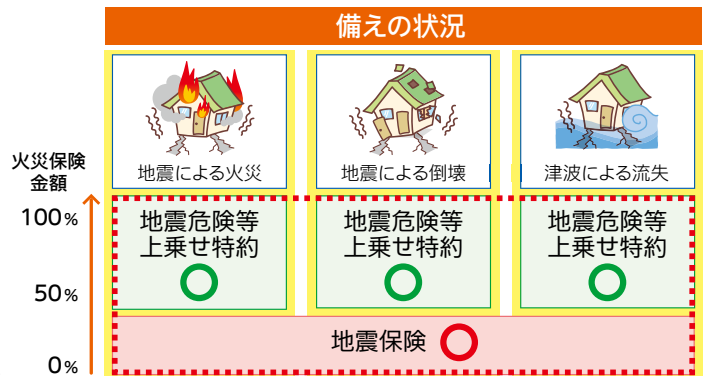 備えの状況
地震による火災
地震による倒壊
津波による流失
火災保険
金額
100%
50%
0%
地震危険等
上乗せ特約
地震危険等
上乗せ特約
地震危険等
上乗せ特約
地震保険